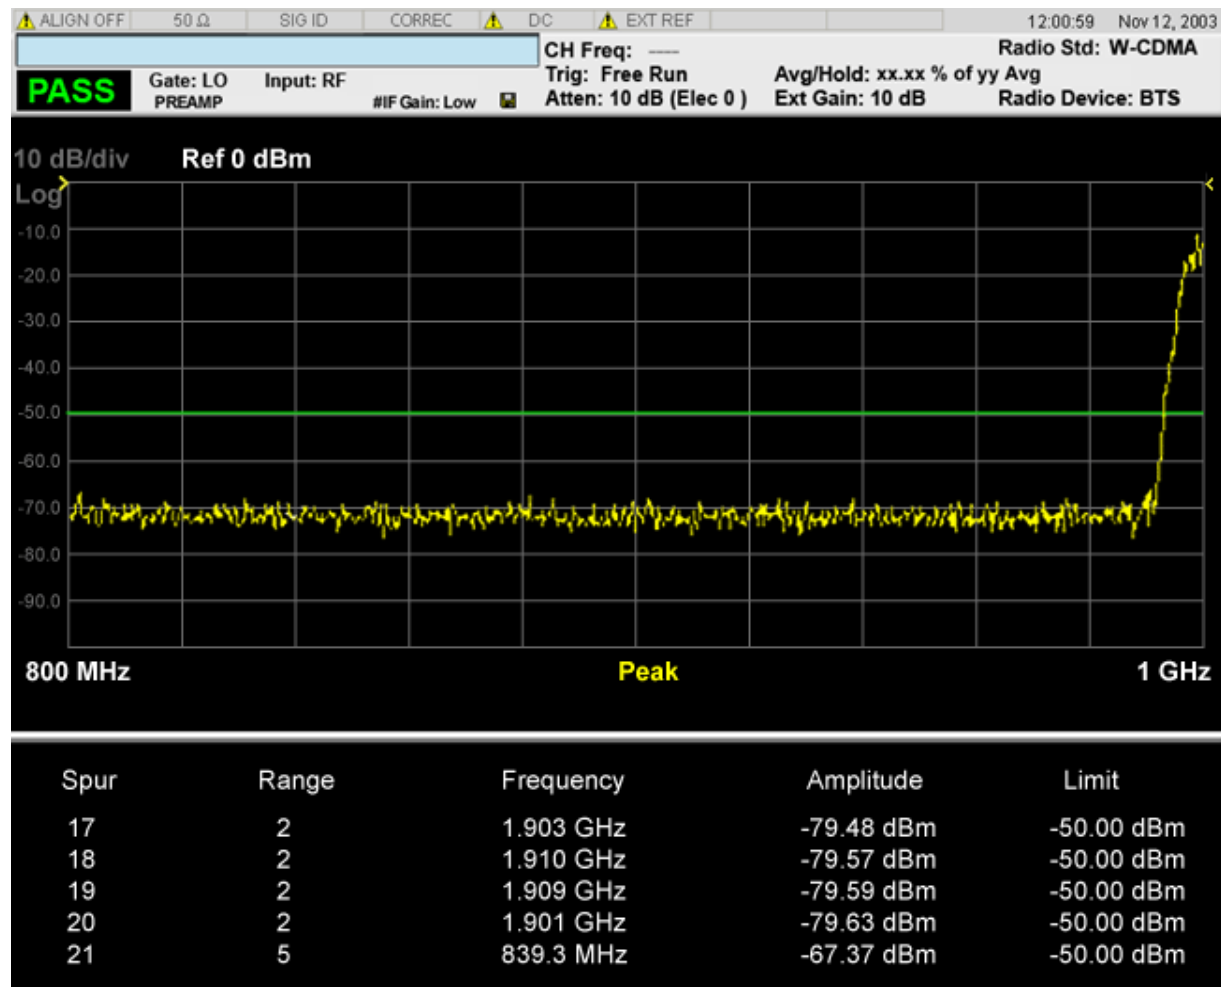 ALIGN OFF 50 Ω SIG ID CORREC DC EXT REF 12:00:59 Nov 12, 2003
CH Freq: ---- Radio Std: W-CDMA
PASS Gate: LO Input: RF Trig: Free Run Avg/Hold: xx.xx % of yy Avg
PREAMP #IF Gain: Low Atten: 10 dB (Elec 0 ) Ext Gain: 10 dB Radio Device: BTS
10 dB/div Ref 0 dBm
Log
-10.0
-20.0
-30.0
-40.0
-50.0
-60.0
-70.0
-80.0
-90.0
800 MHz Peak 1 GHz
Spur Range Frequency Amplitude Limit
17 2 1.903 GHz -79.48 dBm -50.00 dBm
18 2 1.910 GHz -79.57 dBm -50.00 dBm
19 2 1.909 GHz -79.59 dBm -50.00 dBm
20 2 1.901 GHz -79.63 dBm -50.00 dBm
21 5 839.3 MHz -67.37 dBm -50.00 dBm